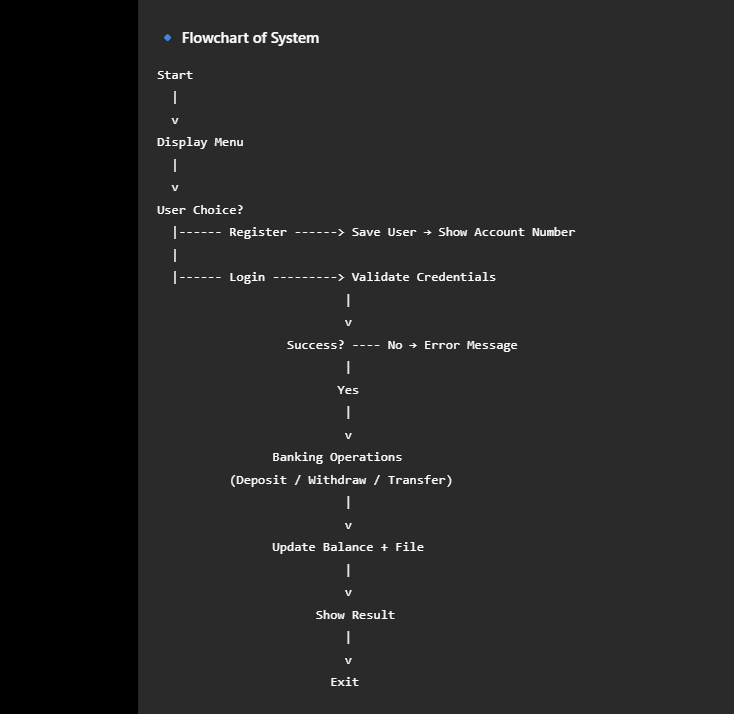 🔹 Flowchart of System
Start
  |
  v
Display Menu
  |
  v
User Choice?
  |------ Register ------> Save User → Show Account Number
  |
  |------ Login ---------> Validate Credentials
                          |
                          v
                  Success? ---- No → Error Message
                          |
                         Yes
                          |
                          v
                Banking Operations
          (Deposit / Withdraw / Transfer)
                          |
                          v
                Update Balance + File
                          |
                          v
                      Show Result
                          |
                          v
                        Exit